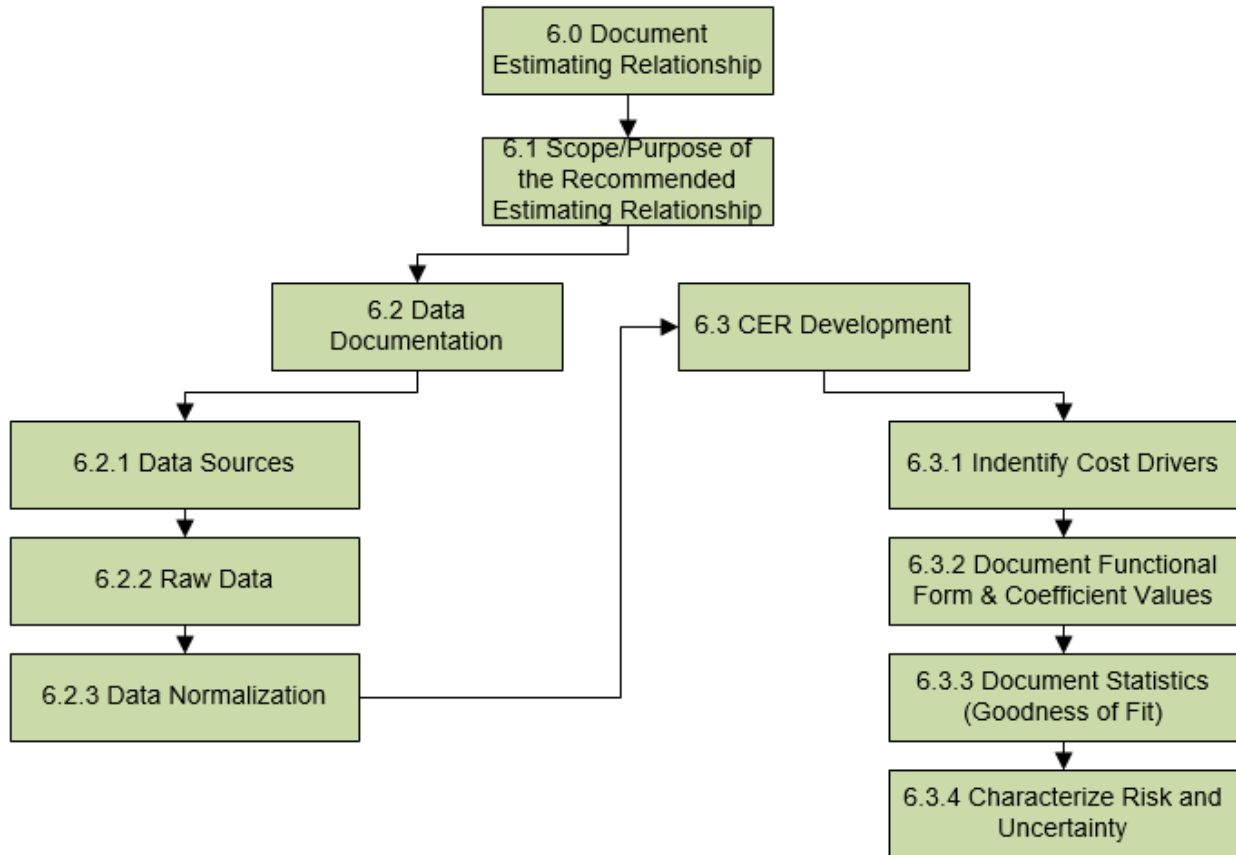 6.0 Document
Estimating Relationship
6.1 Scope/Purpose of
the Recommended
Estimating Relationship
6.2 Data
Documentation
6.3 CER Development
6.2.1 Data Sources
6.2.2 Raw Data
6.2.3 Data Normalization
6.3.1 Indentify Cost Drivers
6.3.2 Document Functional
Form & Coefficient Values
6.3.3 Document Statistics
(Goodness of Fit)
6.3.4 Characterize Risk and
Uncertainty